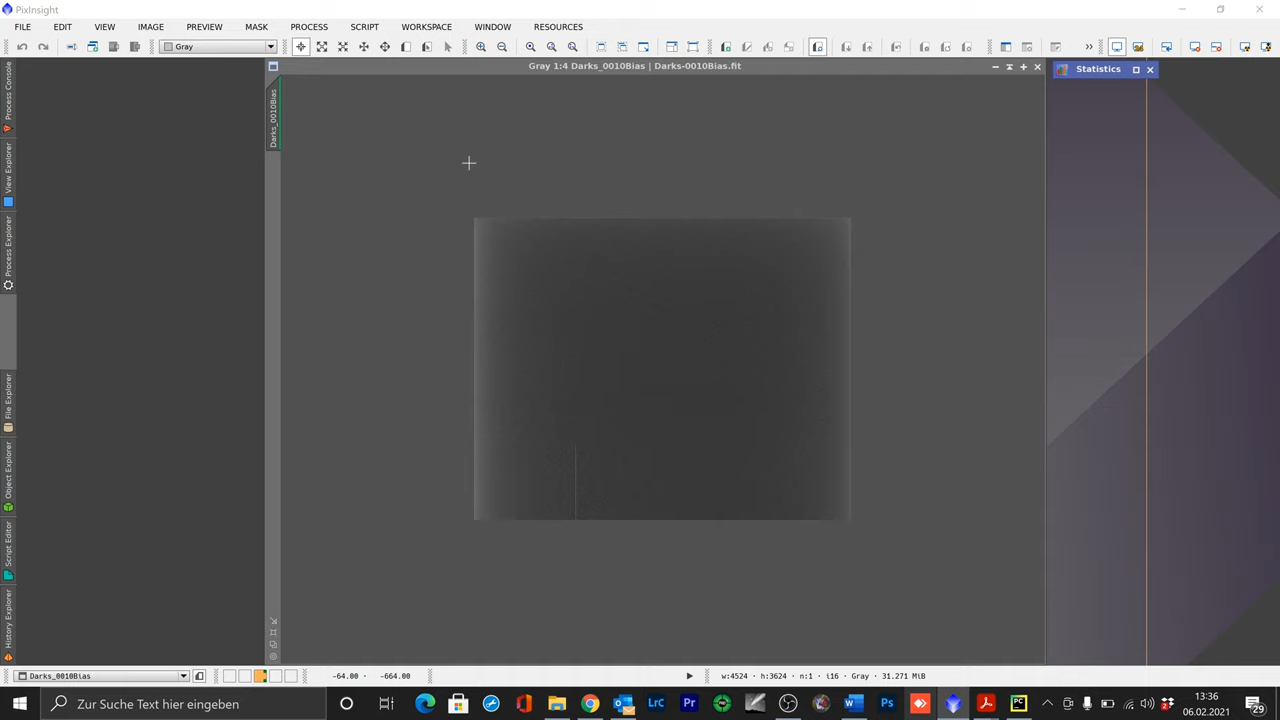 PixInsight
FILE EDIT VIEW IMAGE PREVIEW MASK PROCESS SCRIPT WORKSPACE WINDOW RESOURCES
Gray
Gray 1:4 Darks_0010Bias | Darks-0010Bias.fit
Statistics
Process Console
View Explorer
Process Explorer
File Explorer
Object Explorer
Script Editor
History Explorer
Darks_0010Bias
Darks_0010Bias
-64.00 · -664.00
w:4524 · h:3624 · n:1 · i16 · Gray · 31.271 MiB
Zur Suche Text hier eingeben
LrC
Pr
Ps
PC
13:36
06.02.2021
29